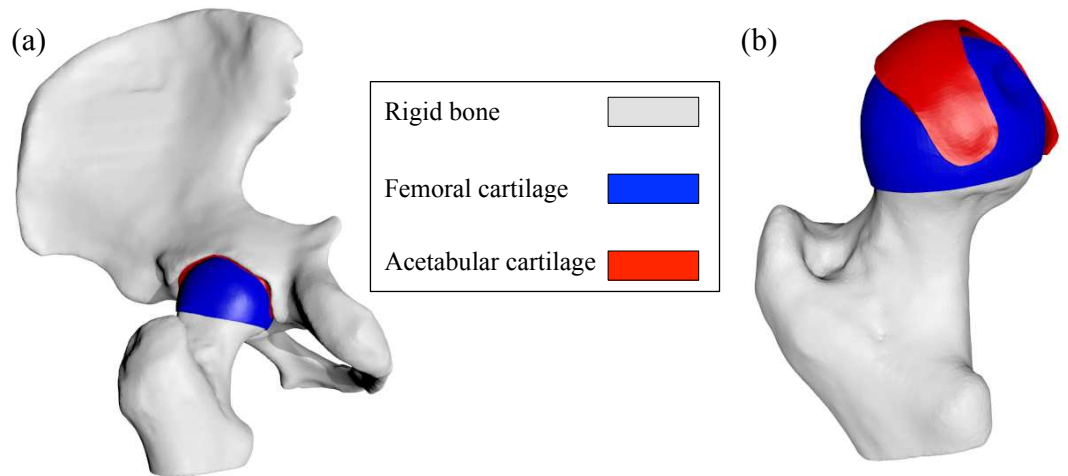 (a)
(b)
Rigid bone
Femoral cartilage
Acetabular cartilage